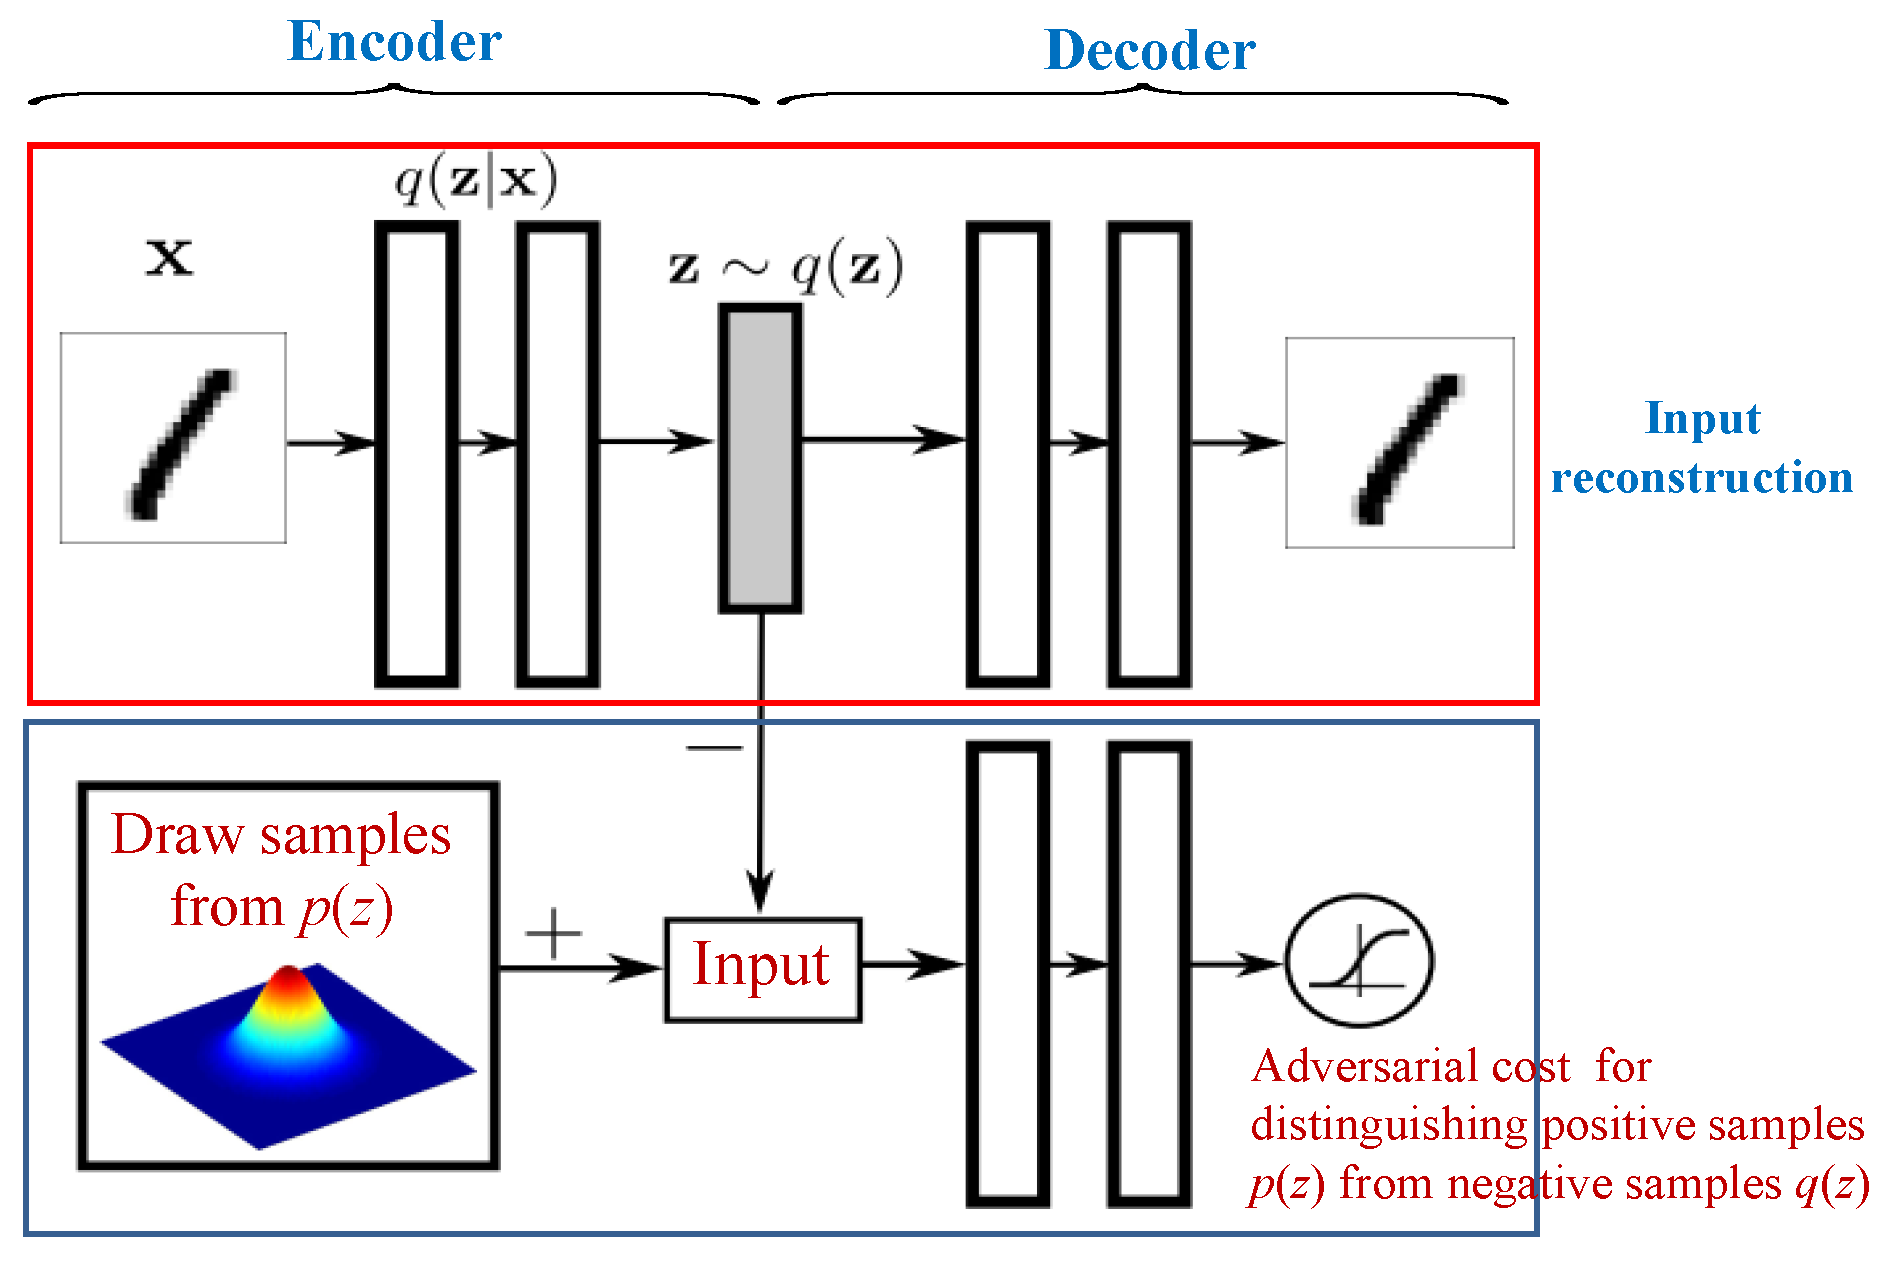 Encoder
Decoder
q(z|x)
x
z ∼ q(z)
Input
reconstruction
−
Draw samples
from p(z)
+
Input
Adversarial cost for
distinguishing positive samples
p(z) from negative samples q(z)